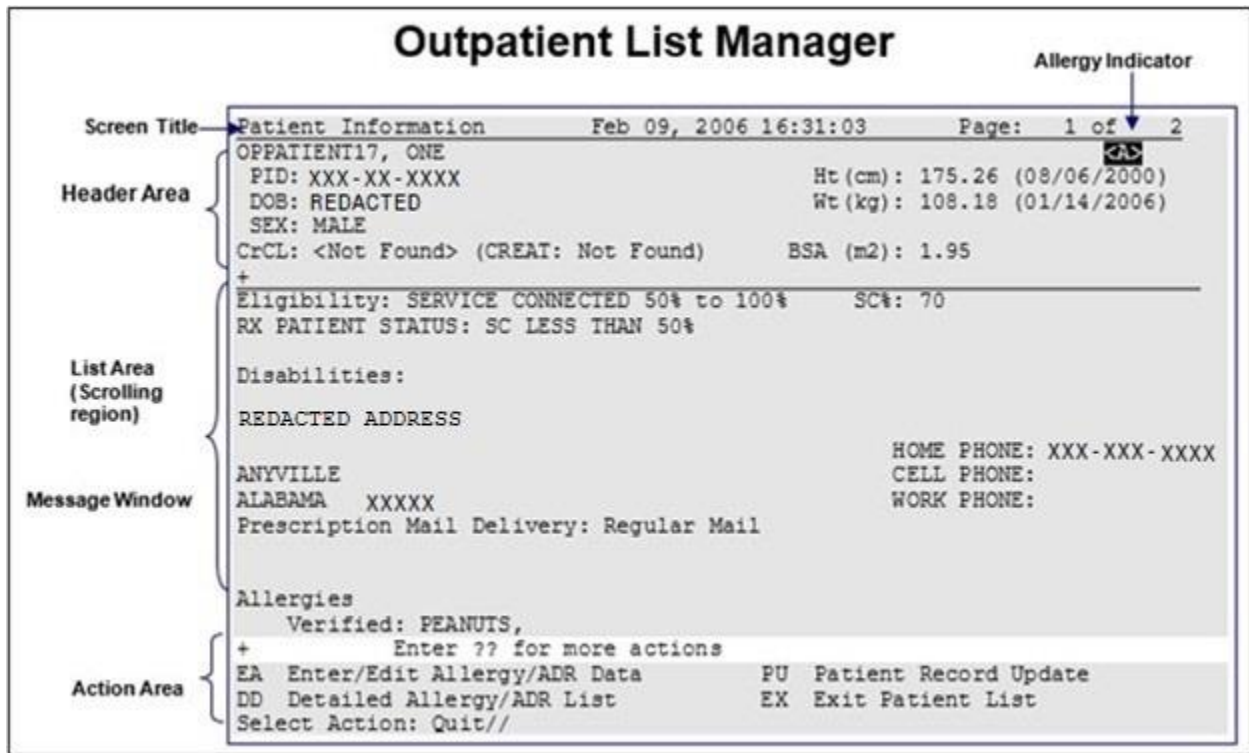 Outpatient List Manager
Allergy Indicator
Screen Title
Patient Information Feb 09, 2006 16:31:03 Page: 1 of 2
OPPATIENT17, ONE <A>
Header Area
PID: XXX-XX-XXXX Ht(cm): 175.26 (08/06/2000)
DOB: REDACTED Wt(kg): 108.18 (01/14/2006)
SEX: MALE
CrCL: <Not Found> (CREAT: Not Found) BSA (m2): 1.95
+
Eligibility: SERVICE CONNECTED 50% to 100% SC%: 70
RX PATIENT STATUS: SC LESS THAN 50%
List Area
(Scrolling
region)
Disabilities:
REDACTED ADDRESS
HOME PHONE: XXX-XXX-XXXX
ANYVILLE CELL PHONE:
Message Window
ALABAMA XXXXX WORK PHONE:
Prescription Mail Delivery: Regular Mail
Allergies
Verified: PEANUTS,
+ Enter ?? for more actions
Action Area
EA Enter/Edit Allergy/ADR Data PU Patient Record Update
DD Detailed Allergy/ADR List EX Exit Patient List
Select Action: Quit//